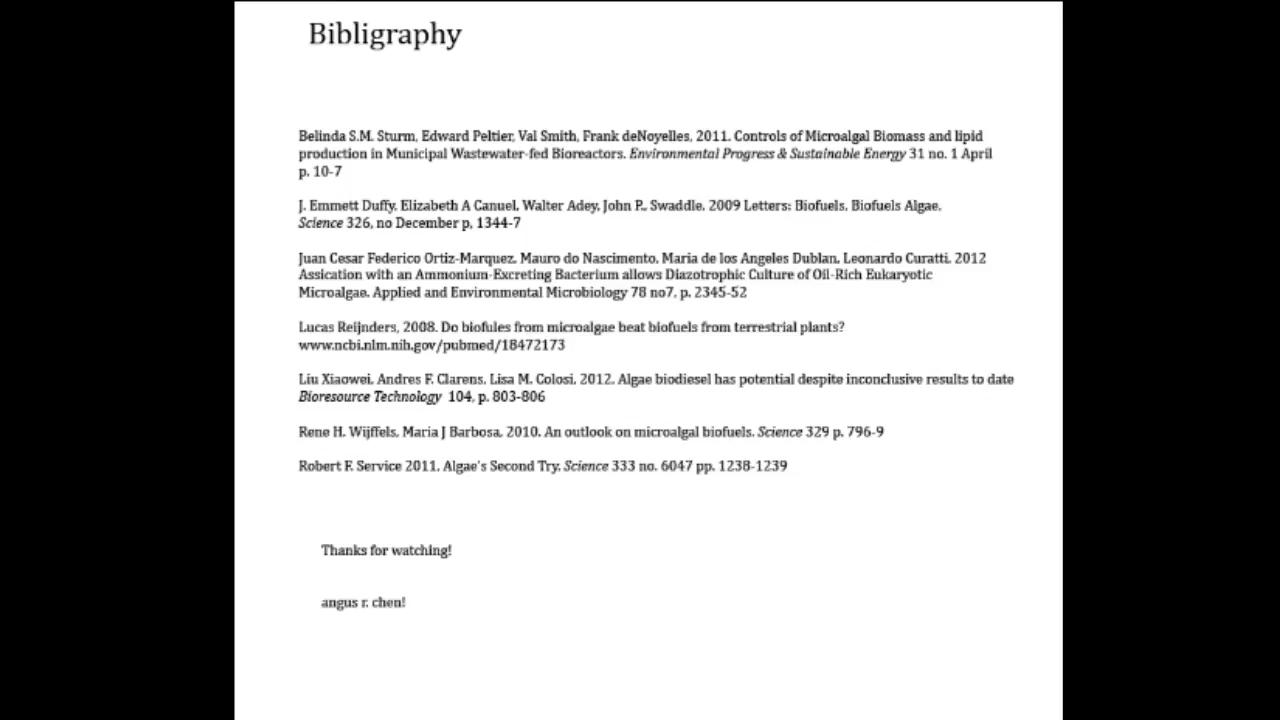 Bibligraphy
Belinda S.M. Sturm, Edward Peltier, Val Smith, Frank deNoyelles, 2011. Controls of Microalgal Biomass and lipid
production in Municipal Wastewater-fed Bioreactors. Environmental Progress & Sustainable Energy 31 no. 1 April
p. 10-7
J. Emmett Duffy, Elizabeth A Canuel, Walter Adey, John P., Swaddle. 2009 Letters: Biofuels. Biofuels Algae.
Science 326, no December p, 1344-7
Juan Cesar Federico Ortiz-Marquez, Mauro do Nascimento, Maria de los Angeles Dublan, Leonardo Curatti. 2012
Assication with an Ammonium-Excreting Bacterium allows Diazotrophic Culture of Oil-Rich Eukaryotic
Microalgae. Applied and Environmental Microbiology 78 no7, p. 2345-52
Lucas Reijnders, 2008. Do biofules from microalgae beat biofuels from terrestrial plants?
www.ncbi.nlm.nih.gov/pubmed/18472173
Liu Xiaowei, Andres F. Clarens, Lisa M. Colosi, 2012. Algae biodiesel has potential despite inconclusive results to date
Bioresource Technology 104, p. 803-806
Rene H. Wijffels, Maria J Barbosa, 2010. An outlook on microalgal biofuels. Science 329 p. 796-9
Robert F. Service 2011, Algae's Second Try. Science 333 no. 6047 pp. 1238-1239
Thanks for watching!
angus r. chen!